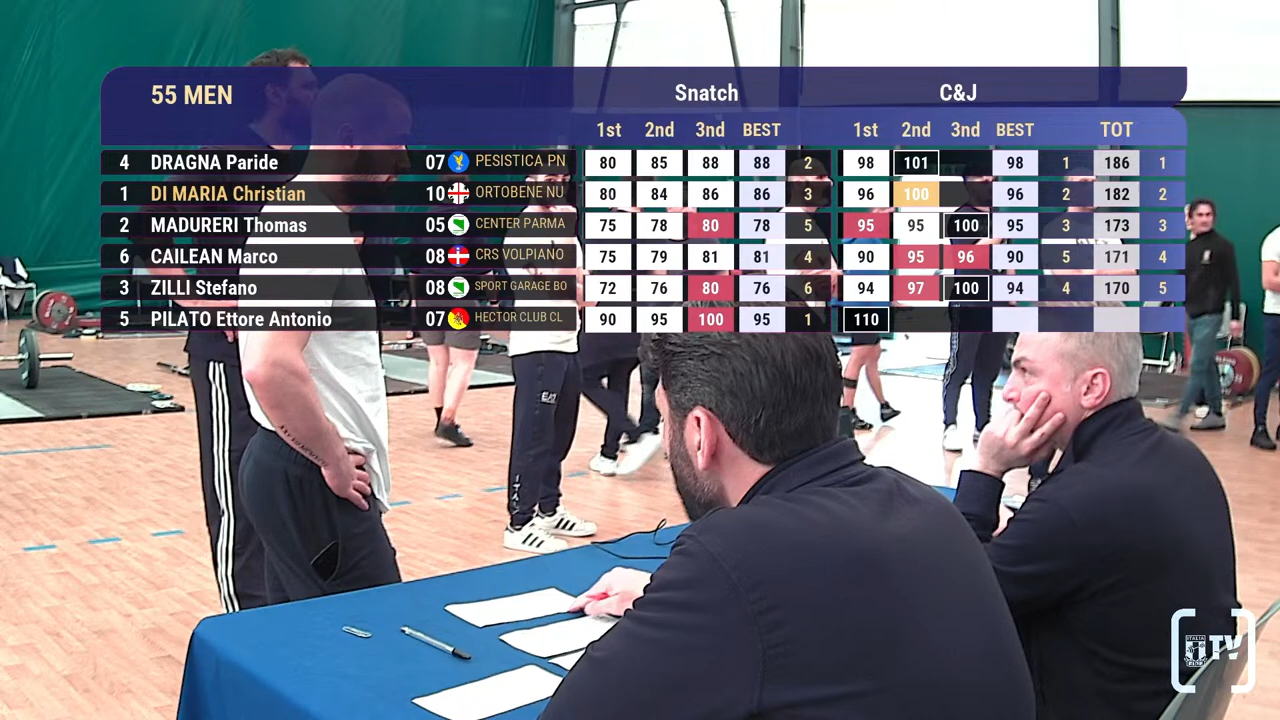 55 MEN Snatch C&J
1st 2nd 3nd BEST 1st 2nd 3nd BEST TOT
4 DRAGNA Paride 07 PESISTICA PN 80 85 88 88 2 98 101 98 1 186 1
1 DI MARIA Christian 10 ORTOBENE NU 80 84 86 86 3 96 100 96 2 182 2
2 MADURERI Thomas 05 CENTER PARMA 75 78 80 78 5 95 95 100 95 3 173 3
6 CAILEAN Marco 08 CRS VOLPIANO 75 79 81 81 4 90 95 96 90 5 171 4
3 ZILLI Stefano 08 SPORT GARAGE BO 72 76 80 76 6 94 97 100 94 4 170 5
5 PILATO Ettore Antonio 07 HECTOR CLUB CL 90 95 100 95 1 110
EA7
ITAL
ITALIA
TV